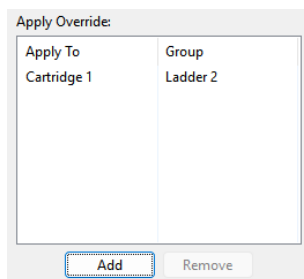 Apply Override:
Apply To Group
Cartridge 1 Ladder 2
Add Remove